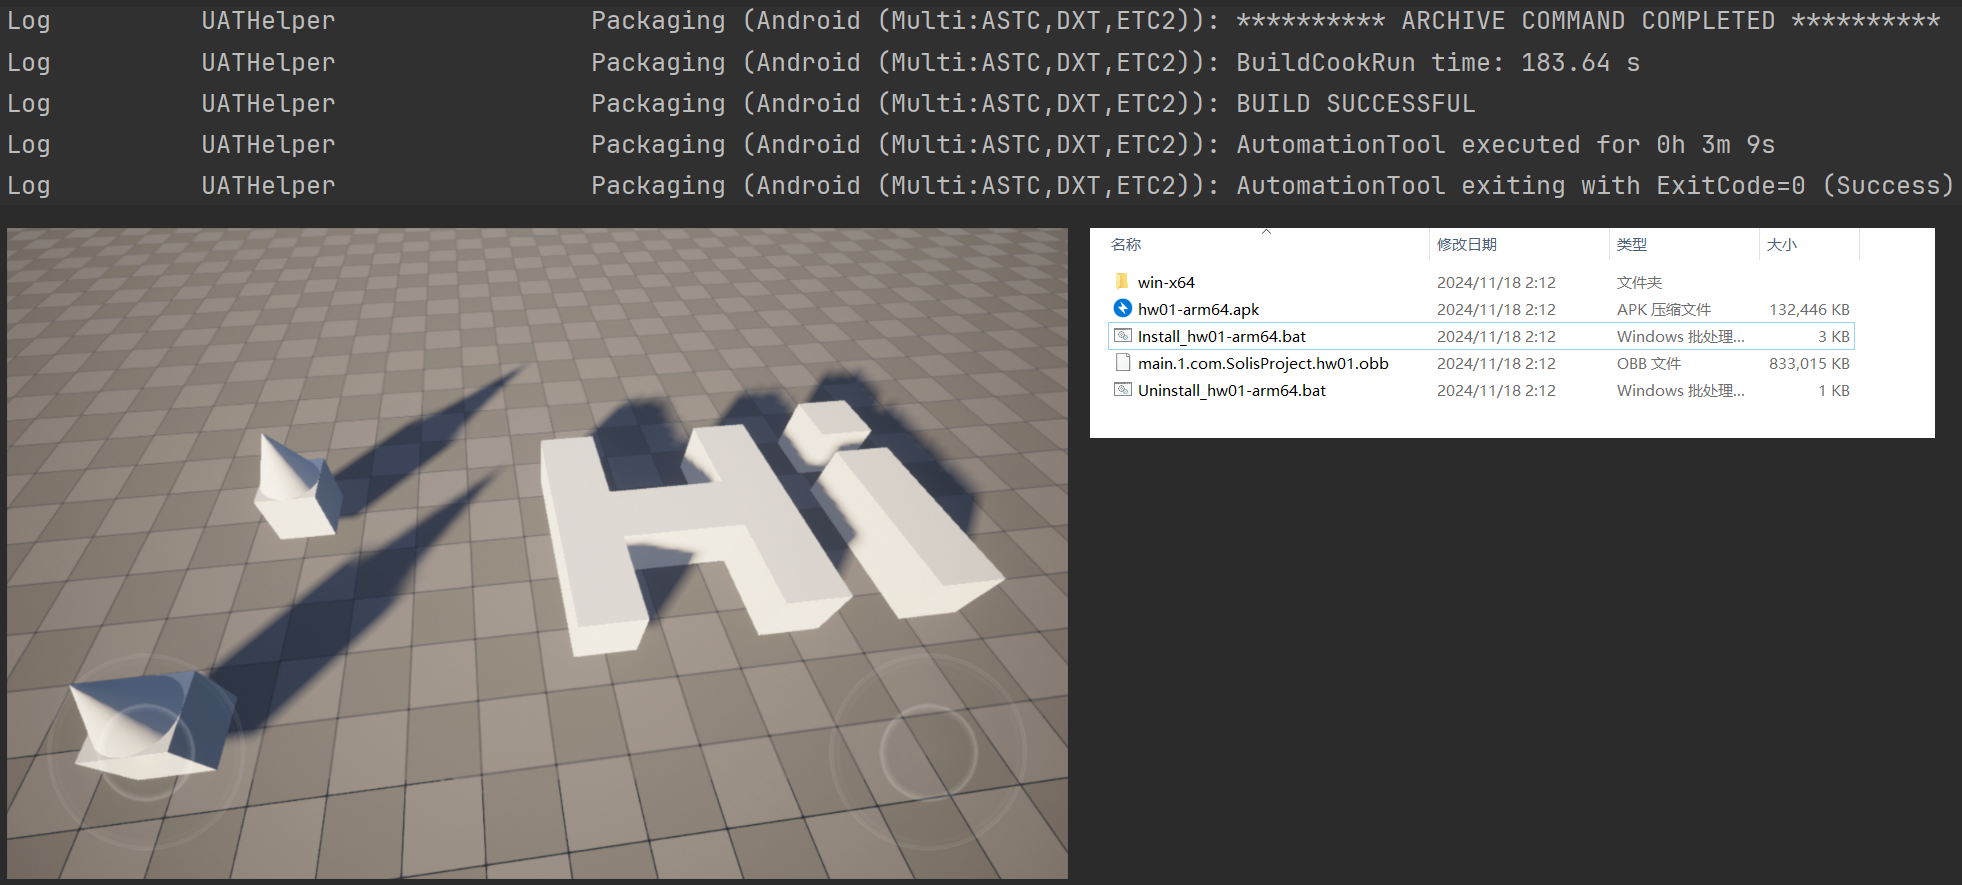 Log UATHelper Packaging (Android (Multi:ASTC,DXT,ETC2)): ********** ARCHIVE COMMAND COMPLETED **********
Log UATHelper Packaging (Android (Multi:ASTC,DXT,ETC2)): BuildCookRun time: 183.64 s
Log UATHelper Packaging (Android (Multi:ASTC,DXT,ETC2)): BUILD SUCCESSFUL
Log UATHelper Packaging (Android (Multi:ASTC,DXT,ETC2)): AutomationTool executed for 0h 3m 9s
Log UATHelper Packaging (Android (Multi:ASTC,DXT,ETC2)): AutomationTool exiting with ExitCode=0 (Success)
Hi
名称 修改日期 类型 大小
win-x64 2024/11/18 2:12 文件夹
hw01-arm64.apk 2024/11/18 2:12 APK 压缩文件 132,446 KB
Install_hw01-arm64.bat 2024/11/18 2:12 Windows 批处理... 3 KB
main.1.com.SolisProject.hw01.obb 2024/11/18 2:12 OBB 文件 833,015 KB
Uninstall_hw01-arm64.bat 2024/11/18 2:12 Windows 批处理... 1 KB